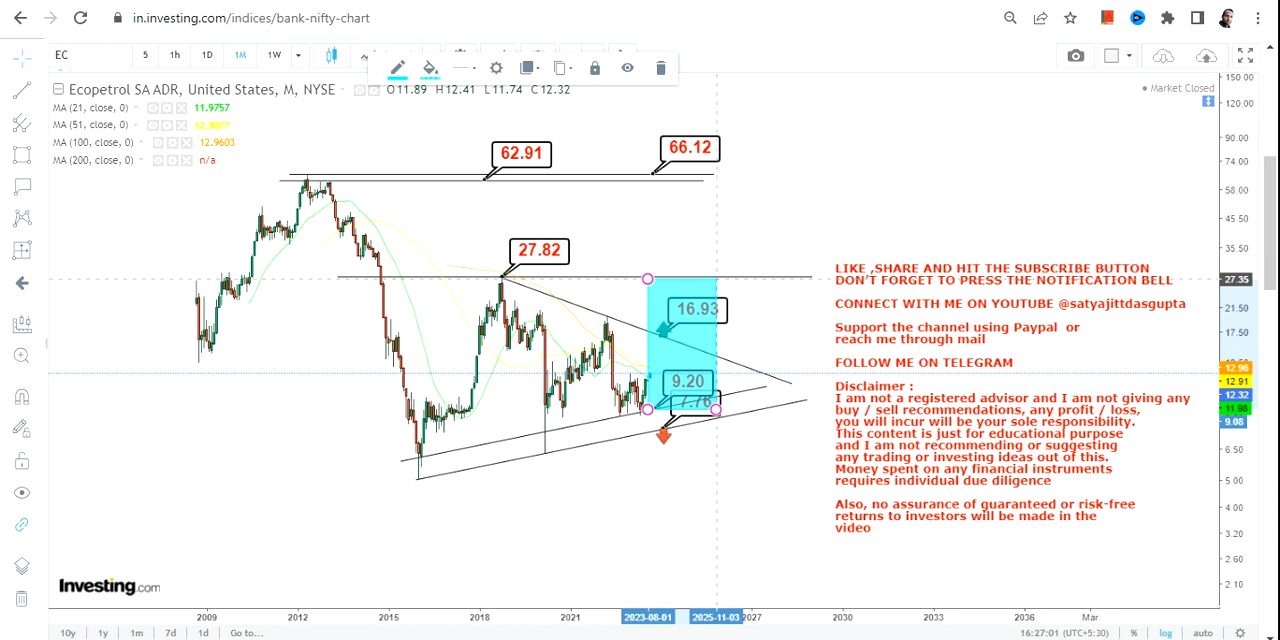 in.investing.com/indices/bank-nifty-chart
EC 5 1h 1D 1M 1W
Ecopetrol SA ADR, United States, M, NYSE O11.89 H12.41 L11.74 C12.32
Market Closed
MA (21, close, 0) 11.9757
MA (51, close, 0)
MA (100, close, 0) 12.9603
MA (200, close, 0) n/a
62.91
66.12
27.82
16.93
9.20
7.76
LIKE ,SHARE AND HIT THE SUBSCRIBE BUTTON
DON'T FORGET TO PRESS THE NOTIFICATION BELL
CONNECT WITH ME ON YOUTUBE @satyajittdasgupta
Support the channel using Paypal or
reach me through mail
FOLLOW ME ON TELEGRAM
Disclaimer :
I am not a registered advisor and I am not giving any
buy / sell recommendations, any profit / loss,
you will incur will be your sole responsibility.
This content is just for educational purpose
and I am not recommending or suggesting
any trading or investing ideas out of this.
Money spent on any financial instruments
requires individual due diligence
Also, no assurance of guaranteed or risk-free
returns to investors will be made in the
video
150.00
120.00
90.00
74.00
58.00
45.50
35.50
27.35
21.50
17.50
12.96
12.91
12.32
11.98
9.08
6.50
5.00
4.00
3.20
2.60
2.10
Investing.com
2009 2012 2015 2018 2021 2023-08-01 2025-11-03 2027 2030 2033 2036 Mar
10y 1y 1m 7d 1d Go to... 16:27:01 (UTC+5:30) % log auto